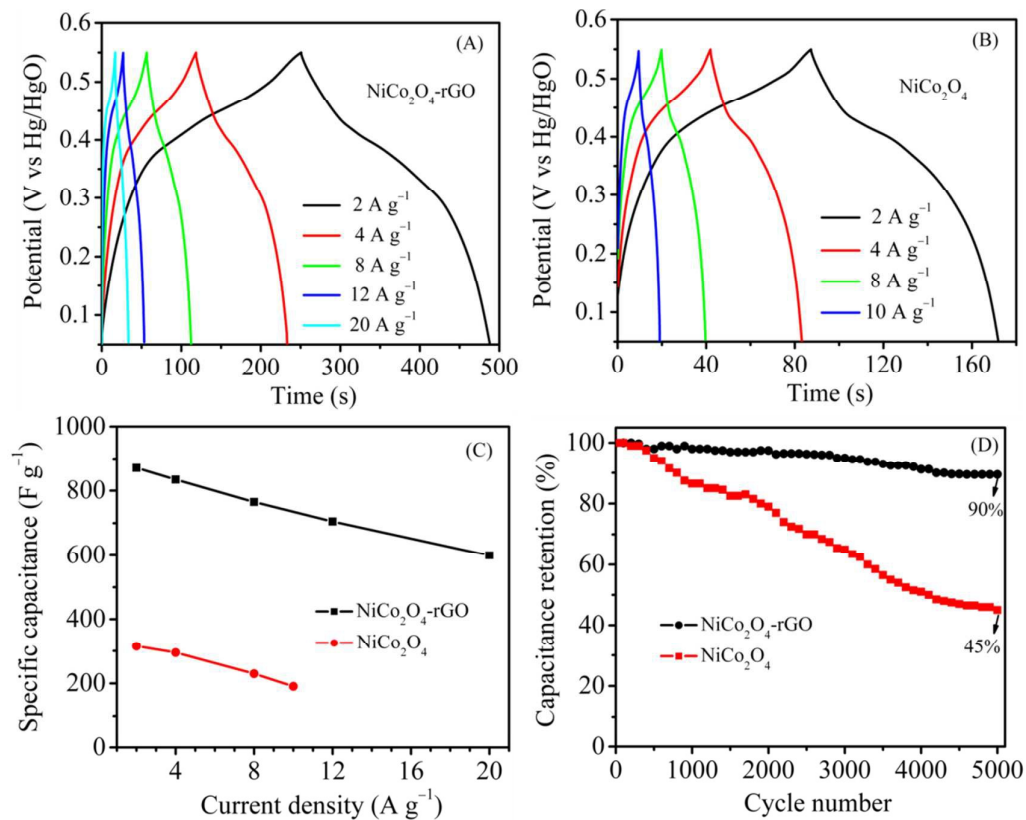 (A)
NiCo₂O₄-rGO
2 A g⁻¹
4 A g⁻¹
8 A g⁻¹
12 A g⁻¹
20 A g⁻¹
0.7
0.6
0.5
0.4
0.3
0.2
0.1
Potential (V vs Hg/HgO)
0 100 200 300 400 500
Time (s)
(B)
NiCo₂O₄
2 A g⁻¹
4 A g⁻¹
8 A g⁻¹
10 A g⁻¹
0.6
0.5
0.4
0.3
0.2
0.1
Potential (V vs Hg/HgO)
0 40 80 120 160
Time (s)
(C)
1000
800
600
400
200
0
Specific capacitance (F g⁻¹)
NiCo₂O₄-rGO
NiCo₂O₄
4 8 12 16 20
Current density (A g⁻¹)
(D)
100
80
60
40
20
0
Capacitance retention (%)
90%
NiCo₂O₄-rGO
NiCo₂O₄
45%
0 1000 2000 3000 4000 5000
Cycle number